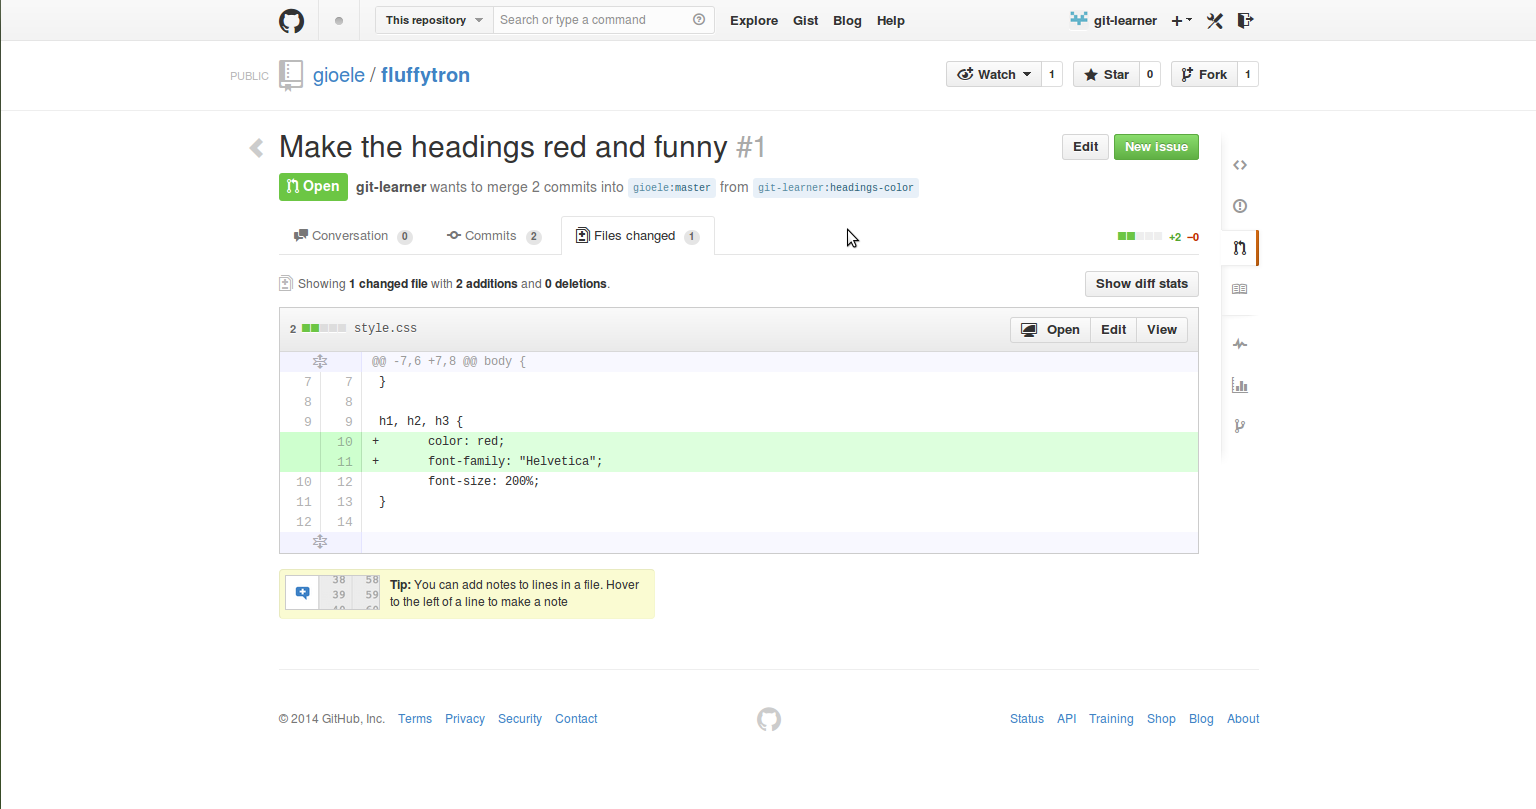 This repository Search or type a command Explore Gist Blog Help git-learner
PUBLIC gioele / fluffytron Watch 1 Star 0 Fork 1
Make the headings red and funny #1 Edit New issue
Open git-learner wants to merge 2 commits into gioele:master from git-learner:headings-color
Conversation 0 Commits 2 Files changed 1 +2 −0
Showing 1 changed file with 2 additions and 0 deletions. Show diff stats
2 style.css Open Edit View
@@ -7,6 +7,8 @@ body {
7 7 }
8 8
9 9 h1, h2, h3 {
10 + color: red;
11 + font-family: "Helvetica";
10 12 font-size: 200%;
11 13 }
12 14
38 58
39 59
40 60
Tip: You can add notes to lines in a file. Hover
to the left of a line to make a note
© 2014 GitHub, Inc. Terms Privacy Security Contact Status API Training Shop Blog About